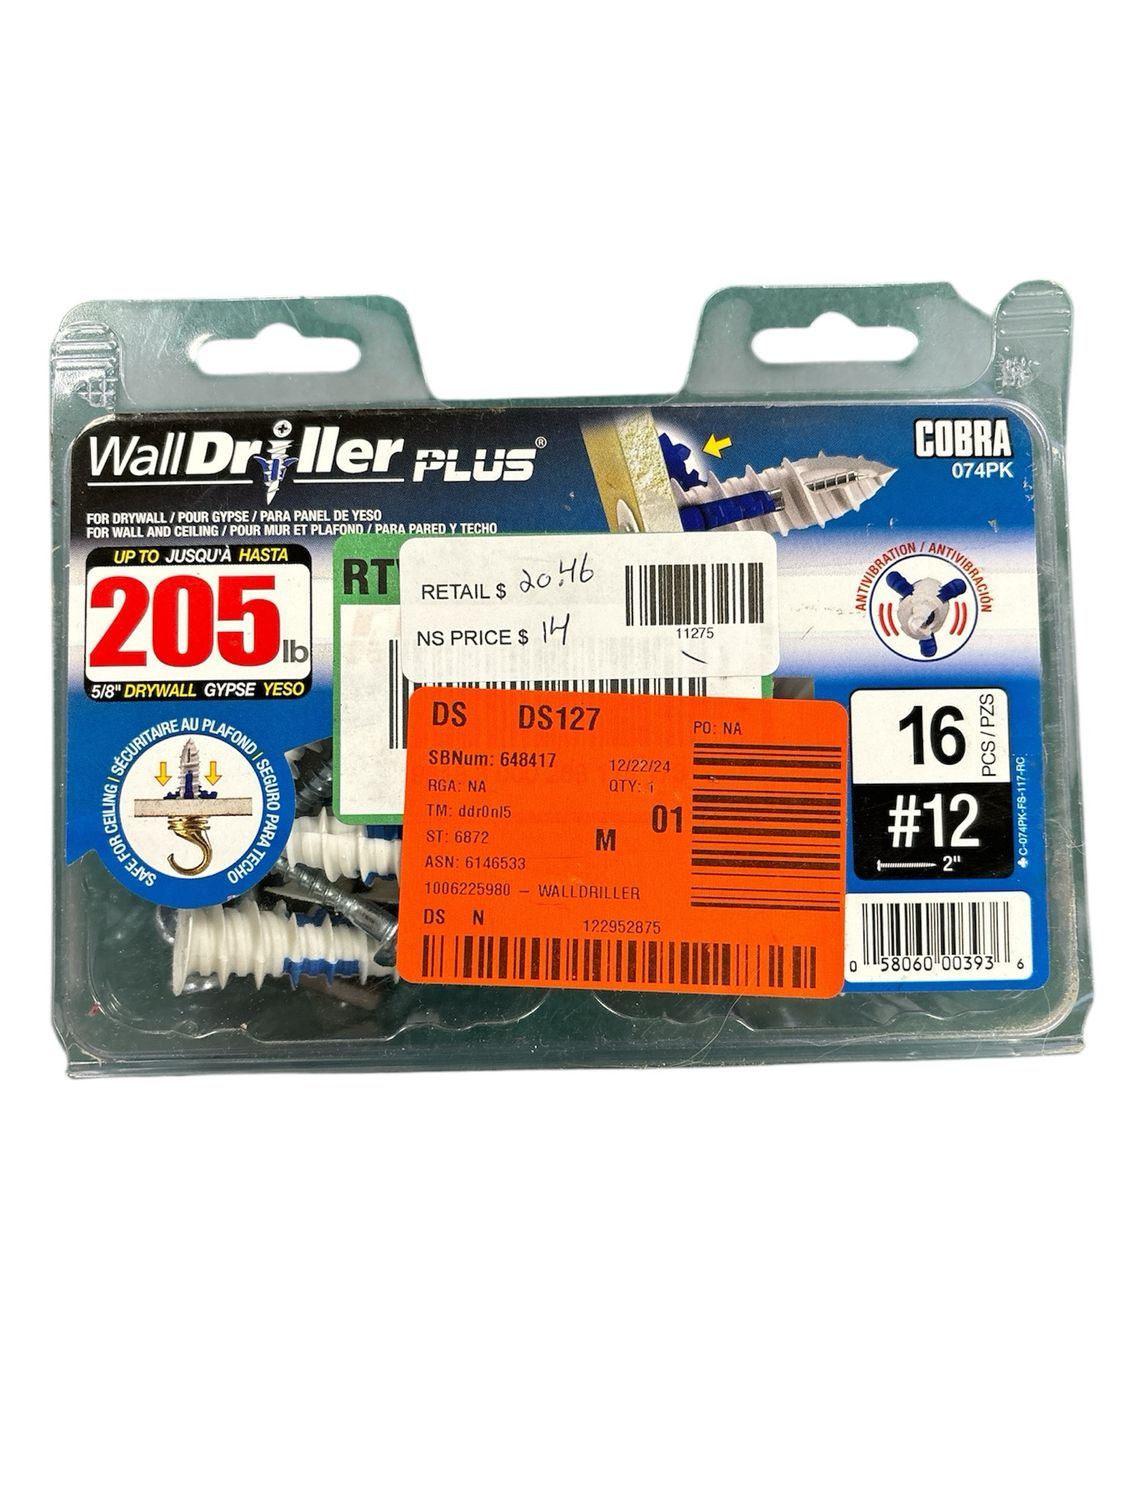 WallDriller PLUS®
COBRA
074PK
FOR DRYWALL / POUR GYPSE / PARA PANEL DE YESO
FOR WALL AND CEILING / POUR MUR ET PLAFOND / PARA PARED Y TECHO
UP TO JUSQU'À HASTA
205 lb
5/8" DRYWALL GYPSE YESO
SAFE FOR CEILING / SÉCURITAIRE AU PLAFOND / SEGURO PARA TECHO
RT
RETAIL $ 20.46
NS PRICE $ 14
11275
ANTIVIBRATION / ANTIVIBRACIÓN
DS DS127
PO: NA
SBNum: 648417
12/22/24
RGA: NA
QTY: 1
TM: ddr0nl5
01
ST: 6872
M
ASN: 6146533
1006225980 – WALLDRILLER
DS N
122952875
16 PCS / PZS
#12
2"
C-074PK-FS-117-RC
0 58060 00393 6